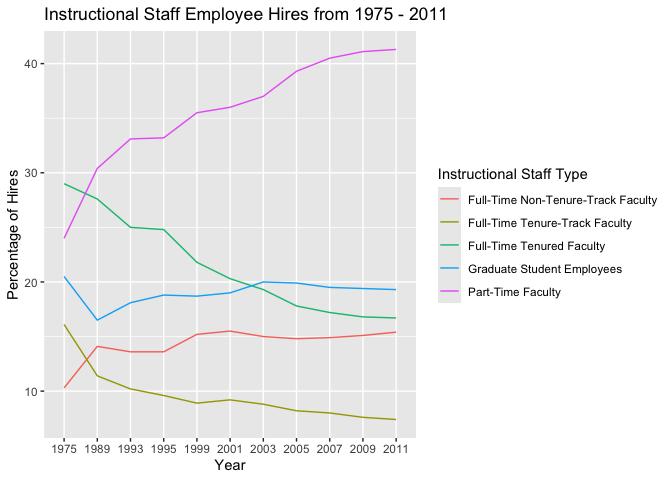 Instructional Staff Employee Hires from 1975 - 2011
Percentage of Hires
40
30
20
10
1975 1989 1993 1995 1999 2001 2003 2005 2007 2009 2011
Year
Instructional Staff Type
Full-Time Non-Tenure-Track Faculty
Full-Time Tenure-Track Faculty
Full-Time Tenured Faculty
Graduate Student Employees
Part-Time Faculty